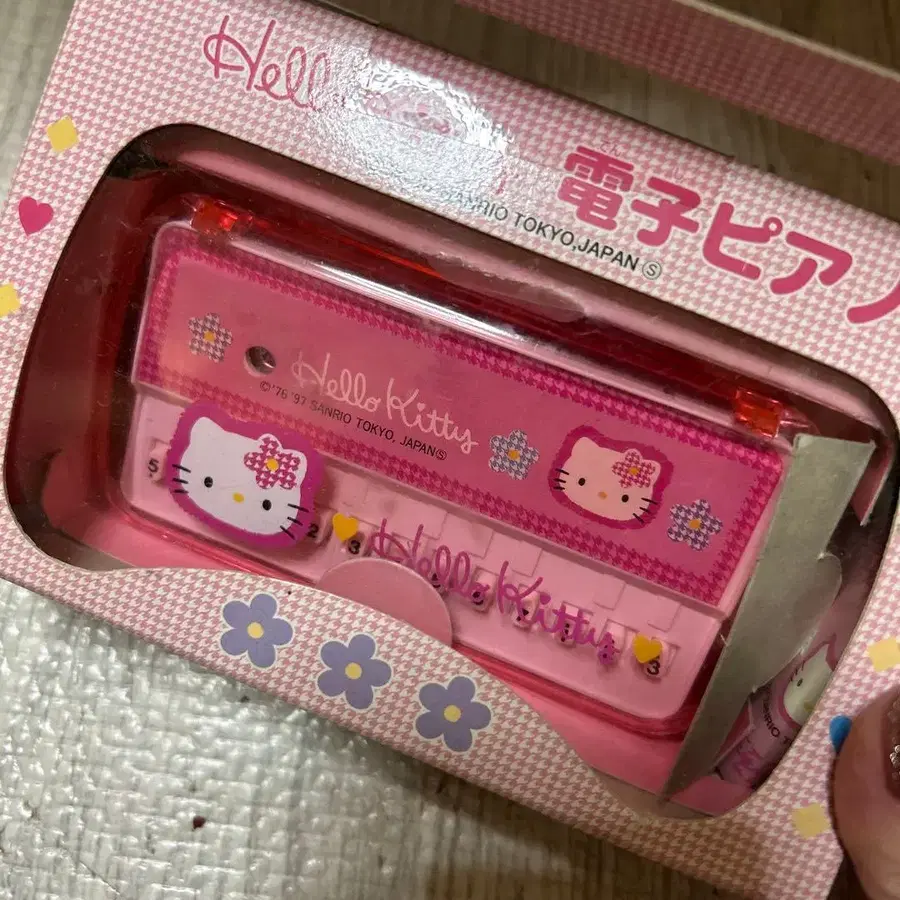 Hell
SANRIO TOKYO,JAPAN Ⓢ
電子ピアノ
Hello Kitty
©'76 '97 SANRIO TOKYO, JAPANⓈ
5
2
3
Hello Kitty
3